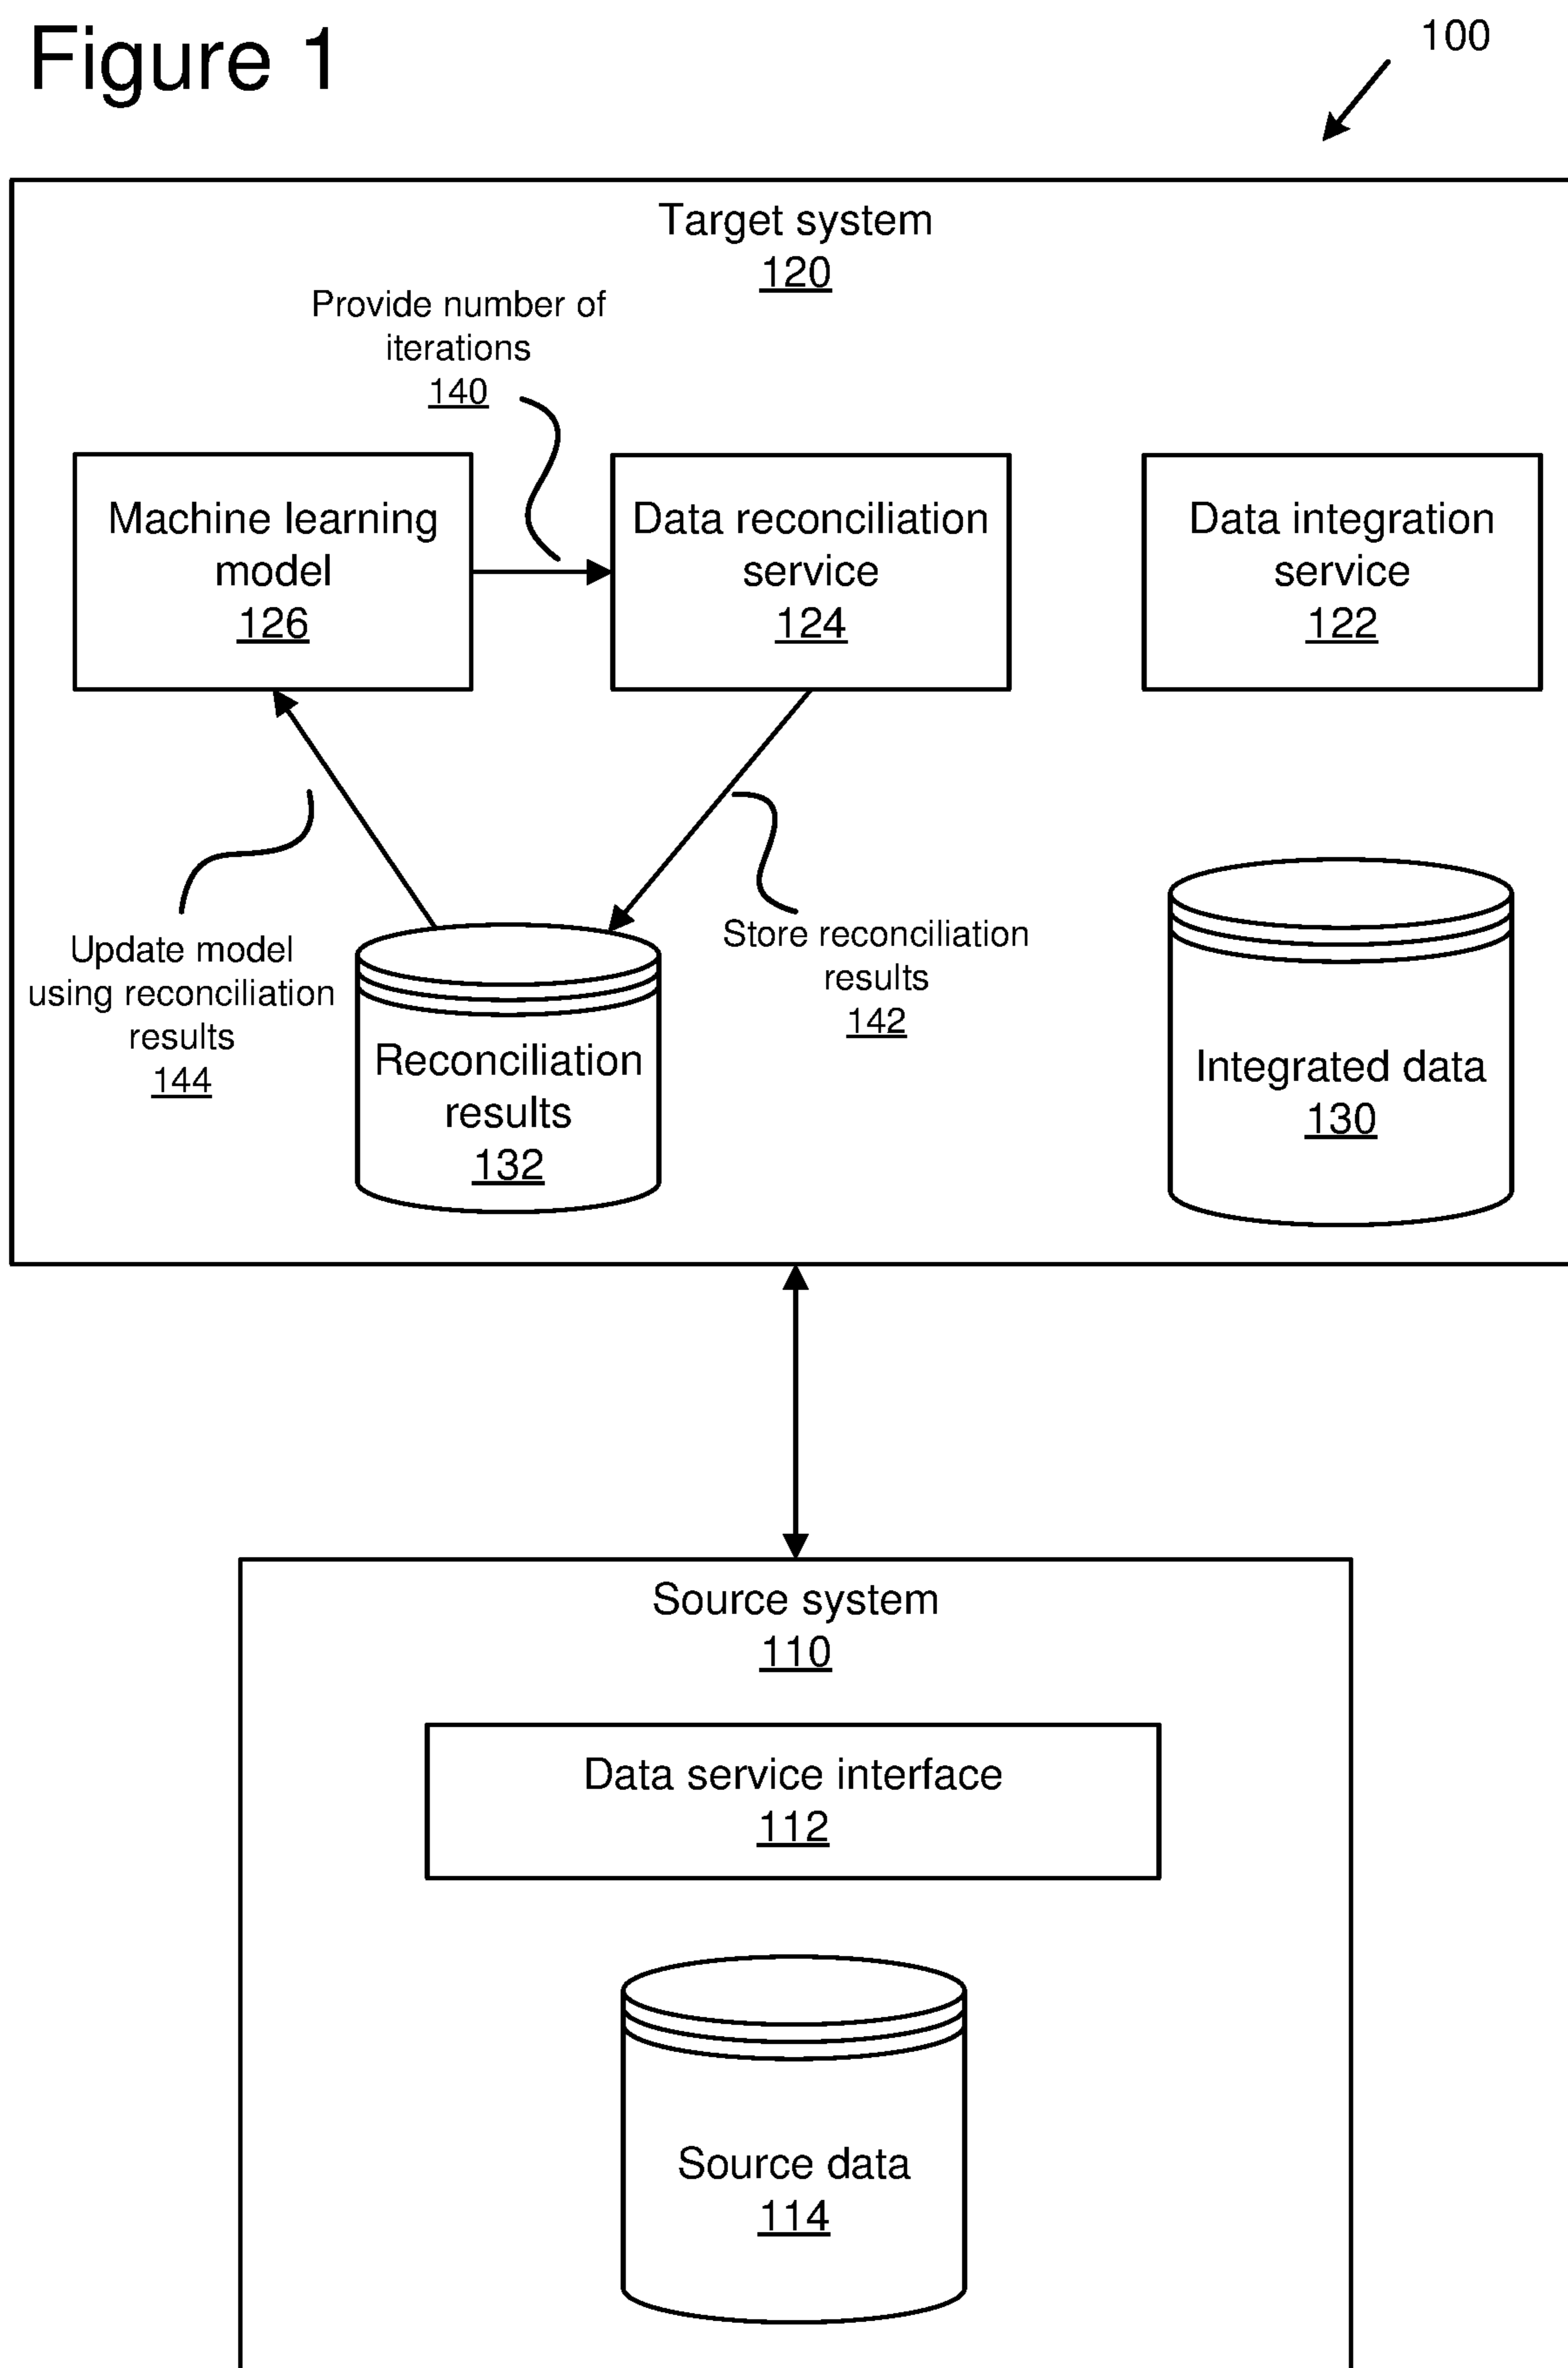 Figure 1
100
Target system
120
Provide number of
iterations
140
Machine learning
model
126
Data reconciliation
service
124
Data integration
service
122
Update model
using reconciliation
results
144
Store reconciliation
results
142
Reconciliation
results
132
Integrated data
130
Source system
110
Data service interface
112
Source data
114